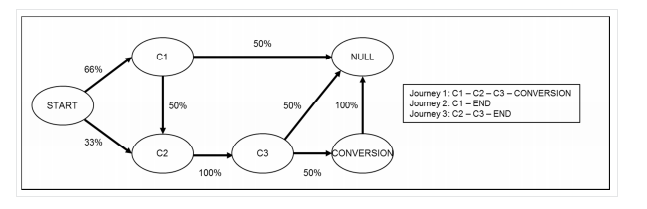 50%
C1
NULL
66%
Journey 1: C1 – C2 – C3 – CONVERSION
START
50%
50%
100%
Journey 2. C1 – END
Journey 3: C2 – C3 – END
33%
C2
C3
CONVERSION
100%
50%